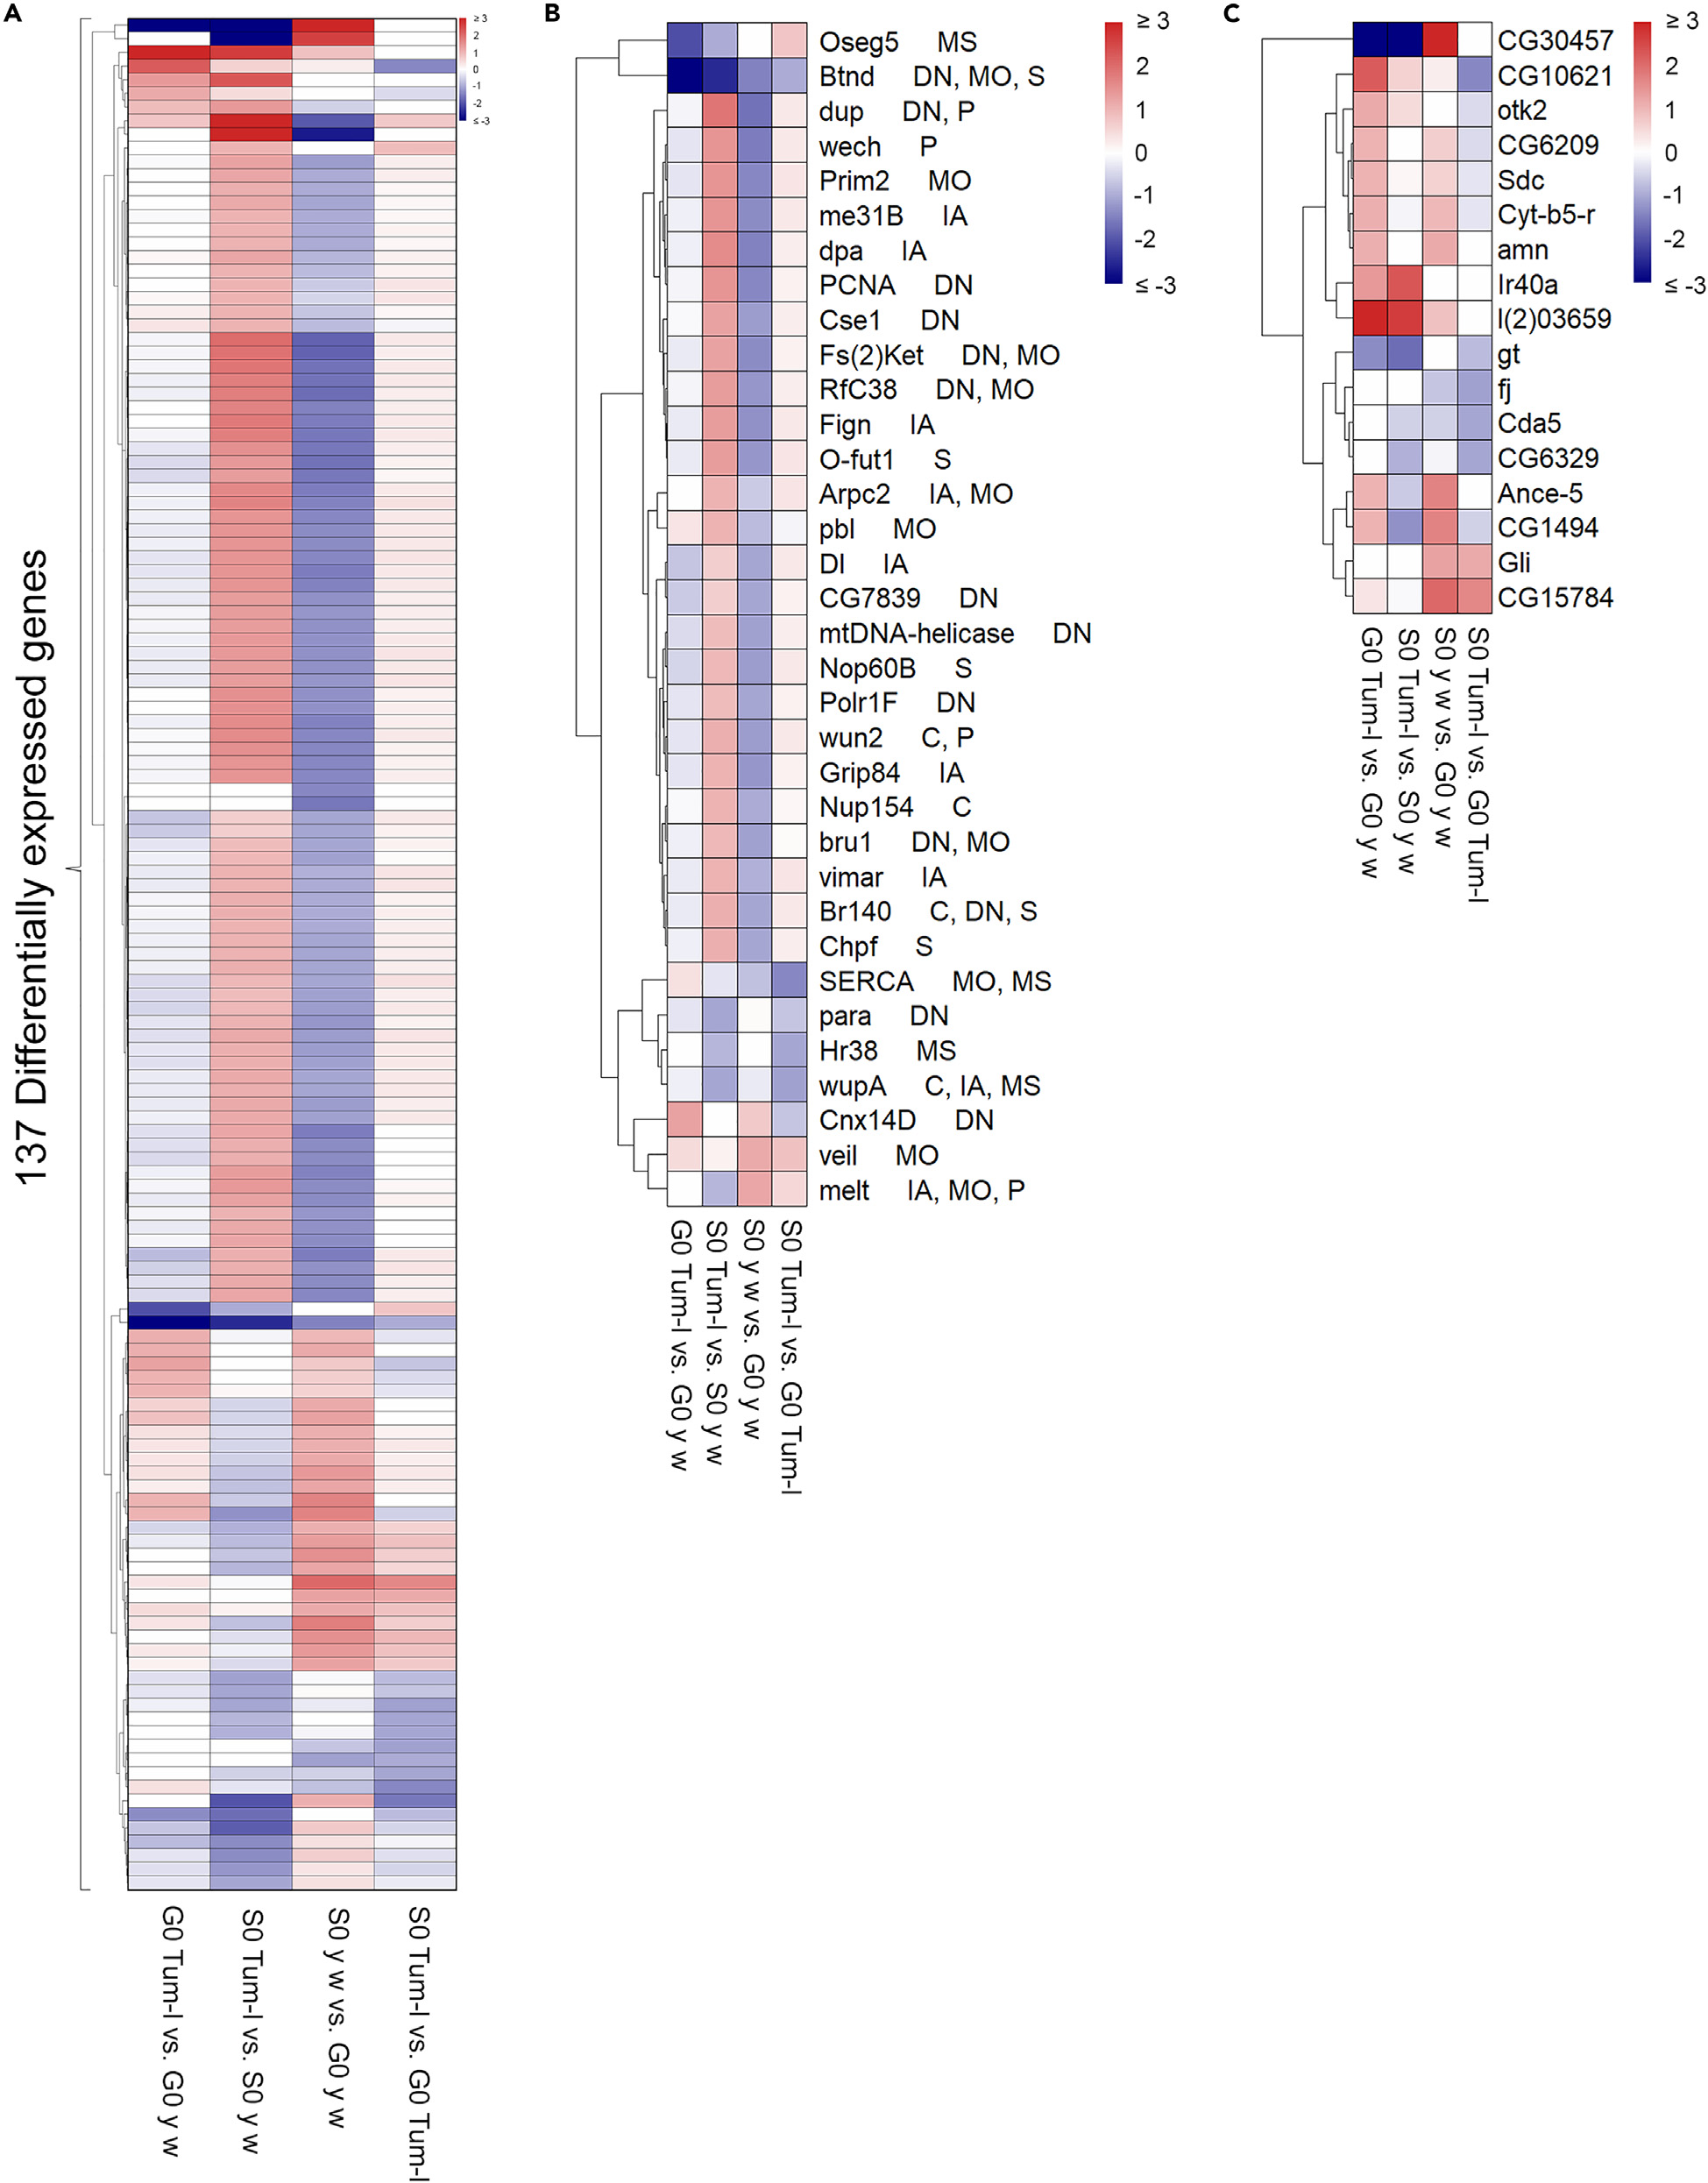 A
≥ 3
2
1
0
-1
-2
≤ -3
137 Differentially expressed genes
G0 Tum-l vs. G0 y w
S0 Tum-l vs. S0 y w
S0 y w vs. G0 y w
S0 Tum-l vs. G0 Tum-l
B
Oseg5 MS
Btnd DN, MO, S
dup DN, P
wech P
Prim2 MO
me31B IA
dpa IA
PCNA DN
Cse1 DN
Fs(2)Ket DN, MO
RfC38 DN, MO
Fign IA
O-fut1 S
Arpc2 IA, MO
pbl MO
Dl IA
CG7839 DN
mtDNA-helicase DN
Nop60B S
Polr1F DN
wun2 C, P
Grip84 IA
Nup154 C
bru1 DN, MO
vimar IA
Br140 C, DN, S
Chpf S
SERCA MO, MS
para DN
Hr38 MS
wupA C, IA, MS
Cnx14D DN
veil MO
melt IA, MO, P
≥ 3
2
1
0
-1
-2
≤ -3
G0 Tum-l vs. G0 y w
S0 Tum-l vs. S0 y w
S0 y w vs. G0 y w
S0 Tum-l vs. G0 Tum-l
C
CG30457
CG10621
otk2
CG6209
Sdc
Cyt-b5-r
amn
Ir40a
l(2)03659
gt
fj
Cda5
CG6329
Ance-5
CG1494
Gli
CG15784
≥ 3
2
1
0
-1
-2
≤ -3
G0 Tum-l vs. G0 y w
S0 Tum-l vs. S0 y w
S0 y w vs. G0 y w
S0 Tum-l vs. G0 Tum-l